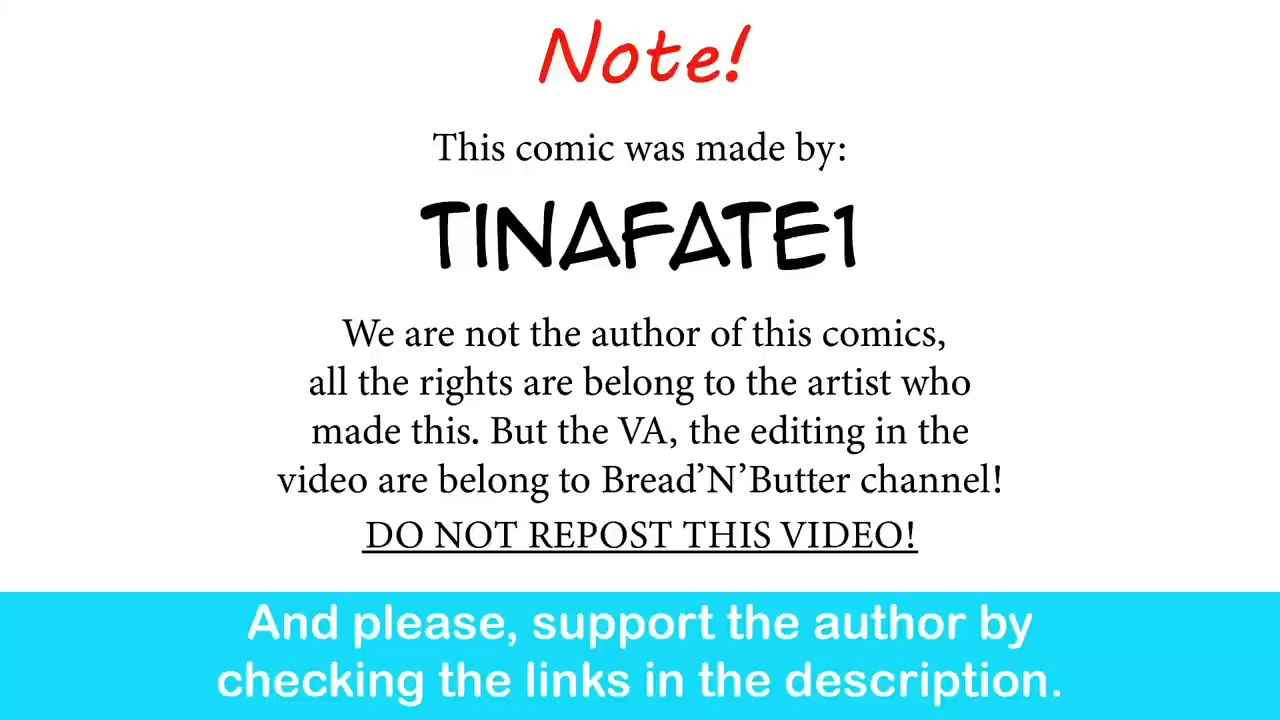 Note!
This comic was made by:
TINAFATE1
We are not the author of this comics,
all the rights are belong to the artist who
made this. But the VA, the editing in the
video are belong to Bread’N’Butter channel!
DO NOT REPOST THIS VIDEO!
And please, support the author by
checking the links in the description.